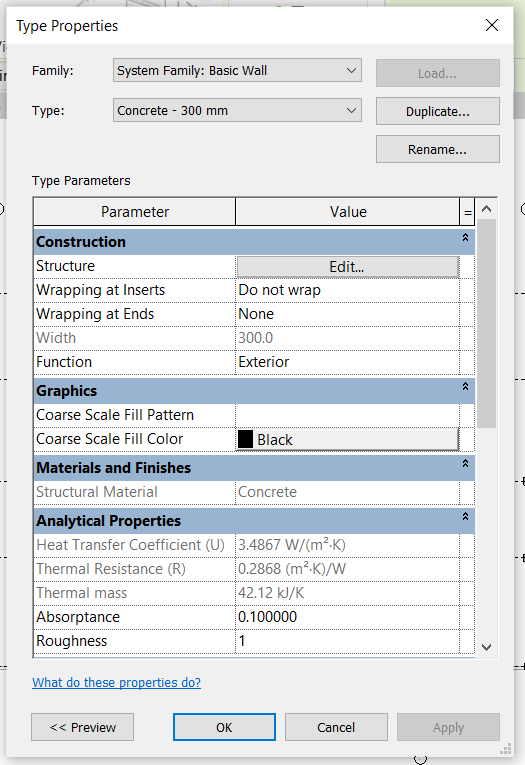 Type Properties
Family: System Family: Basic Wall Load...
Type: Concrete - 300 mm Duplicate...
Rename...
Type Parameters
Parameter Value =
Construction
Structure Edit...
Wrapping at Inserts Do not wrap
Wrapping at Ends None
Width 300.0
Function Exterior
Graphics
Coarse Scale Fill Pattern
Coarse Scale Fill Color Black
Materials and Finishes
Structural Material Concrete
Analytical Properties
Heat Transfer Coefficient (U) 3.4867 W/(m²·K)
Thermal Resistance (R) 0.2868 (m²·K)/W
Thermal mass 42.12 kJ/K
Absorptance 0.100000
Roughness 1
What do these properties do?
<< Preview OK Cancel Apply